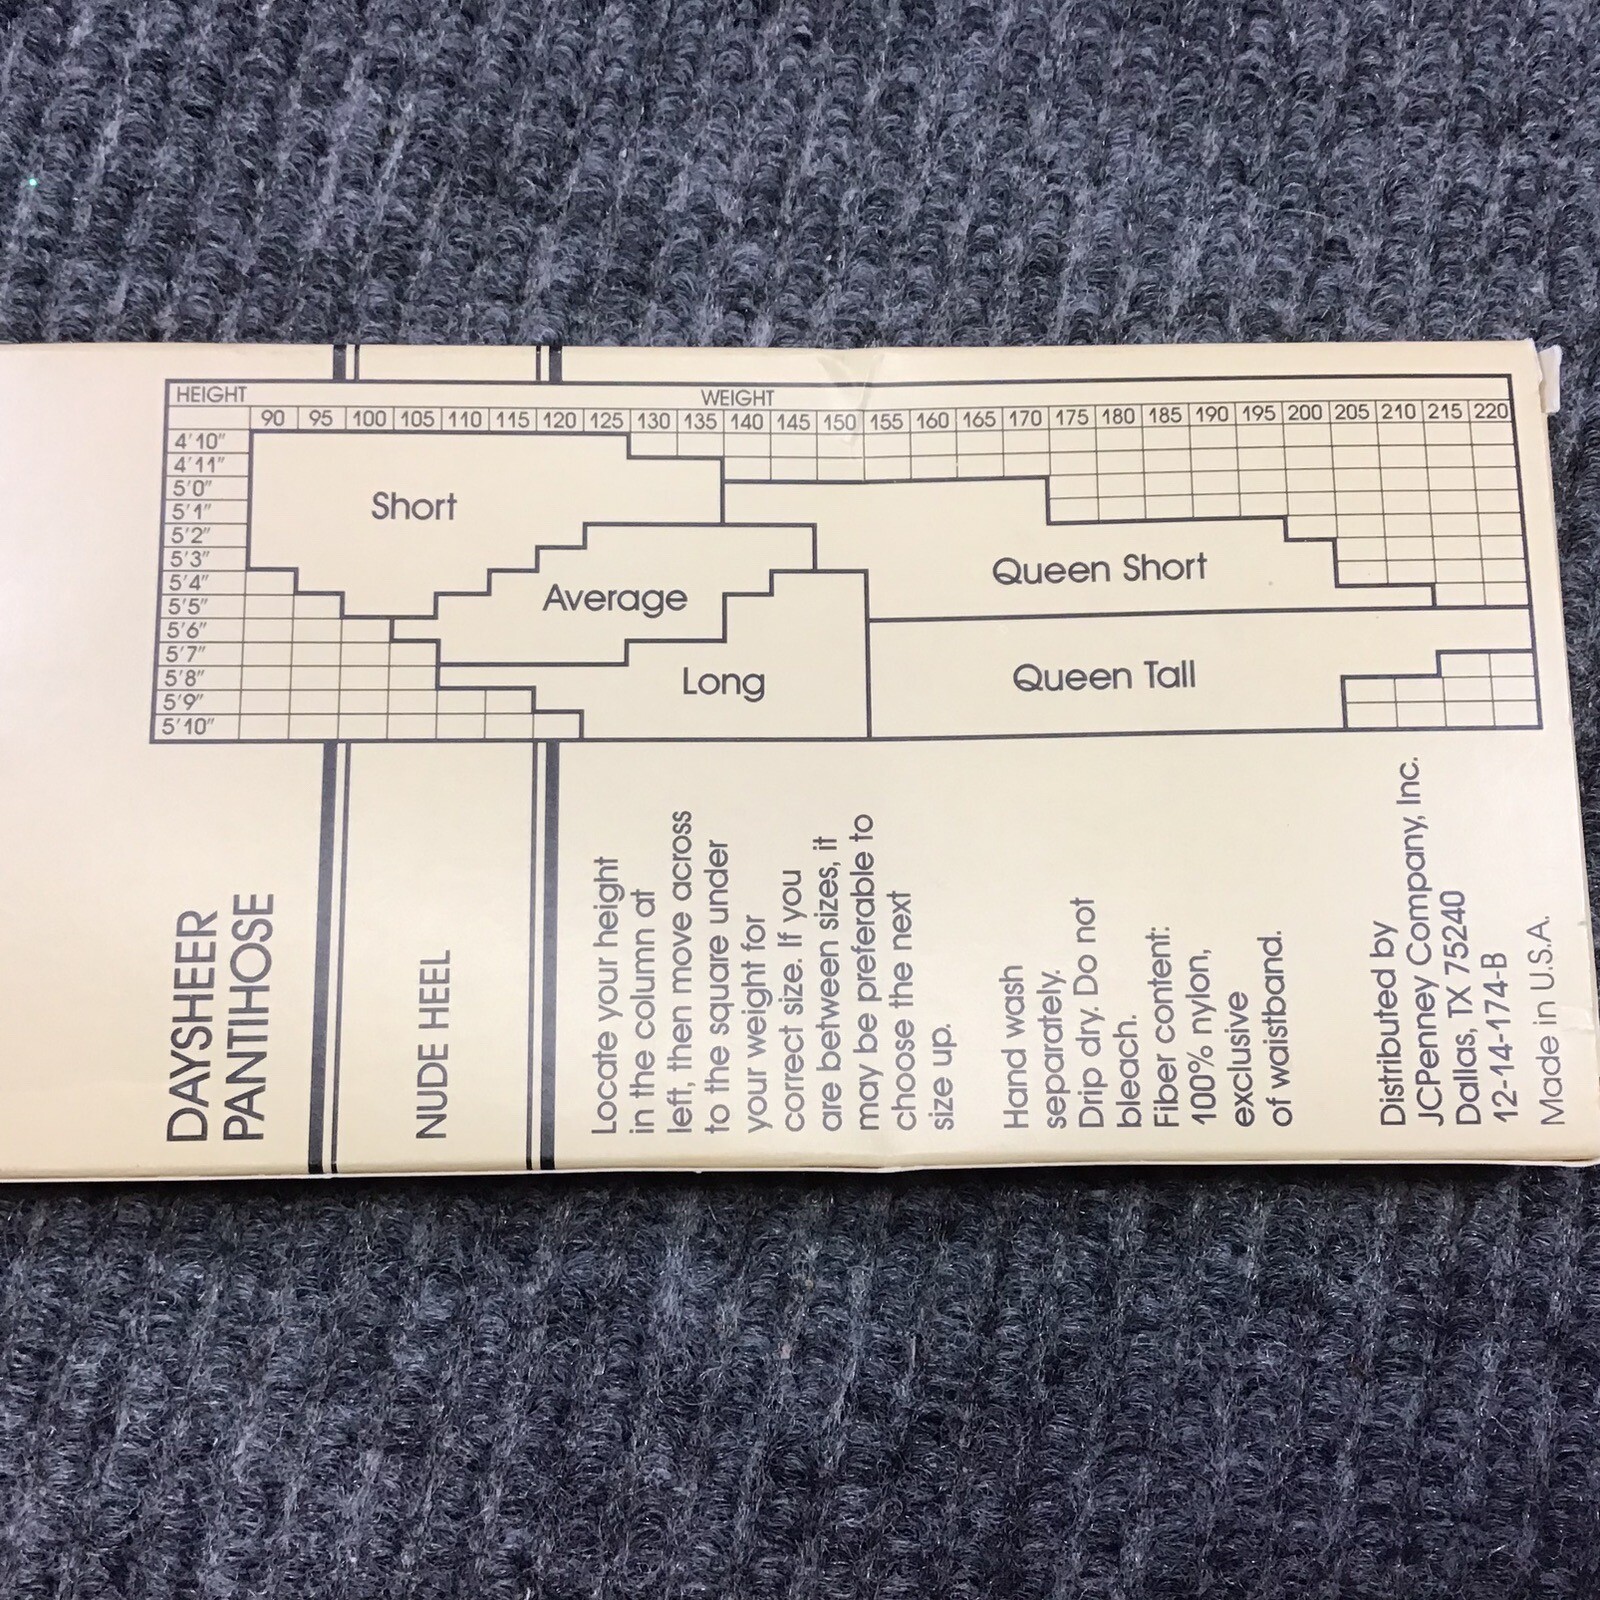 HEIGHT WEIGHT
90 95 100 105 110 115 120 125 130 135 140 145 150 155 160 165 170 175 180 185 190 195 200 205 210 215 220
4'10"
4'11"
5'0"
5'1"
5'2"
5'3"
5'4"
5'5"
5'6"
5'7"
5'8"
5'9"
5'10"
Short
Average
Long
Queen Short
Queen Tall
DAYSHEER
PANTIHOSE
NUDE HEEL
Locate your height
in the column at
left, then move across
to the square under
your weight for
correct size. If you
are between sizes, it
may be preferable to
choose the next
size up.
Hand wash
separately.
Drip dry. Do not
bleach.
Fiber content:
100% nylon,
exclusive
of waistband.
Distributed by
JCPenney Company, Inc.
Dallas, TX 75240
12-14-174-B
Made in U.S.A.